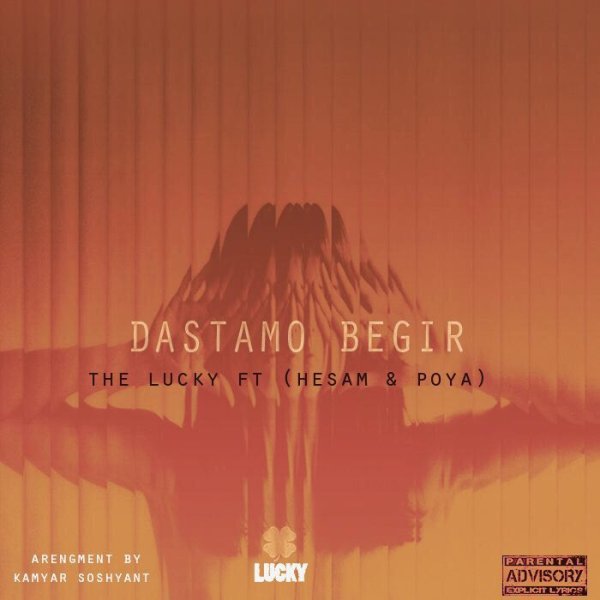 DASTAMO BEGIR
THE LUCKY FT (HESAM & POYA)
ARENGMENT BY
KAMYAR SOSHYANT
LUCKY
PARENTAL
ADVISORY
EXPLICIT LYRICS